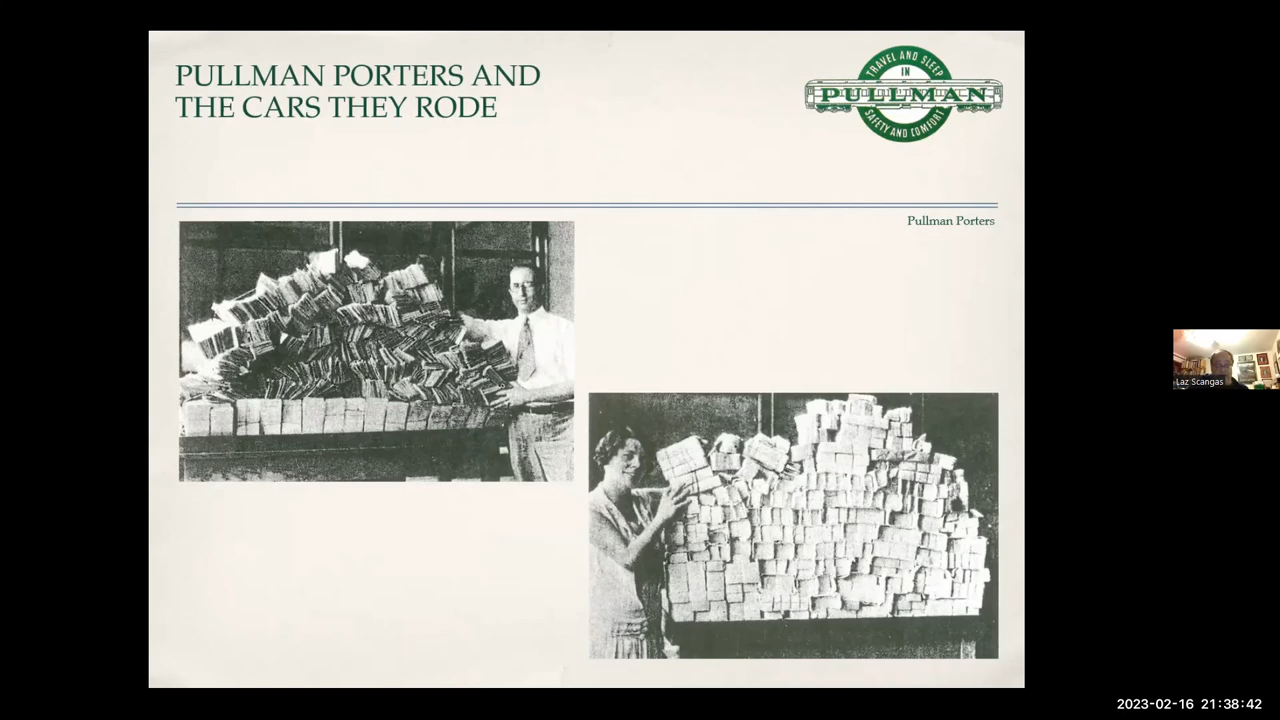 PULLMAN PORTERS AND
THE CARS THEY RODE
TRAVEL AND SLEEP
IN
PULLMAN
SAFETY AND COMFORT
Pullman Porters
Laz Scangas
2023-02-16 21:38:42